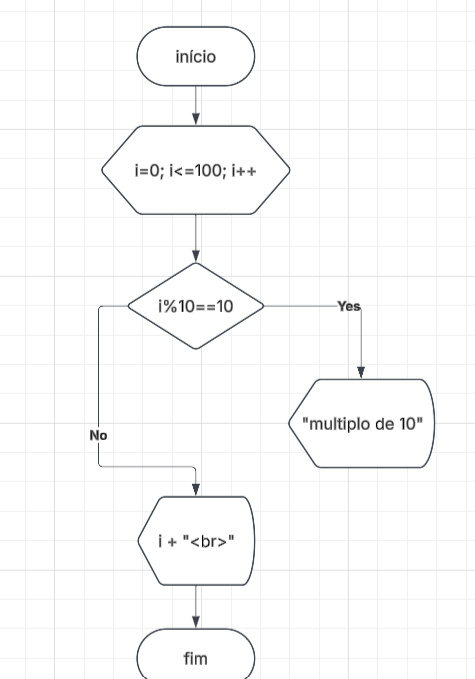 início
i=0; i<=100; i++
i%10==10
Yes
"multiplo de 10"
No
i + "<br>"
fim